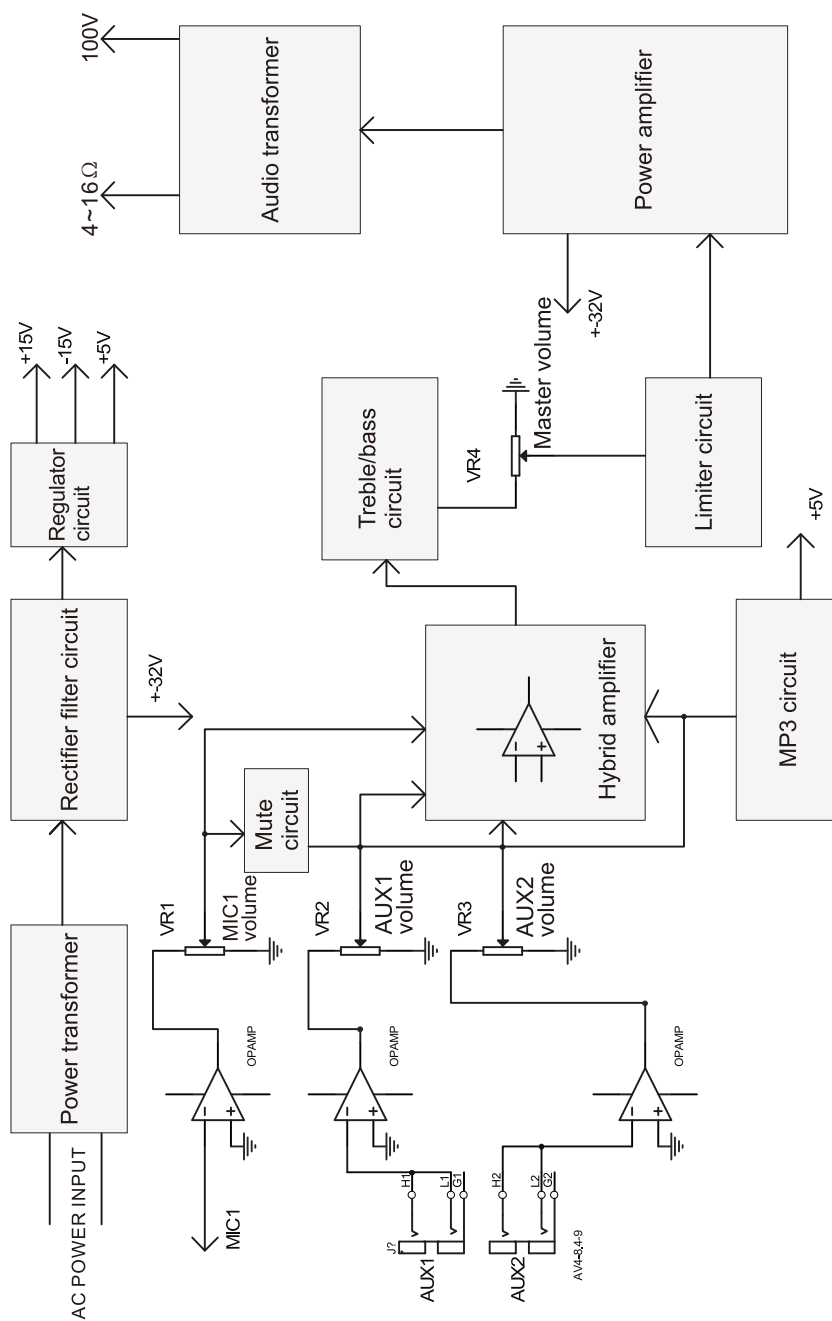 AC POWER INPUT
Power transformer
Rectifier filter circuit
Regulator
circuit
+15V
-15V
+5V
+-32V
4~16Ω
100V
Audio transformer
Power amplifier
+-32V
MIC1
OPAMP
VR1
MIC1
volume
Mute
circuit
J?
AUX1
H1
L1
G1
OPAMP
VR2
AUX1
volume
AUX2
H2
L2
G2
AV4-8.4-9
OPAMP
VR3
AUX2
volume
Hybrid amplifier
Treble/bass
circuit
VR4
Master volume
Limiter circuit
MP3 circuit
+5V